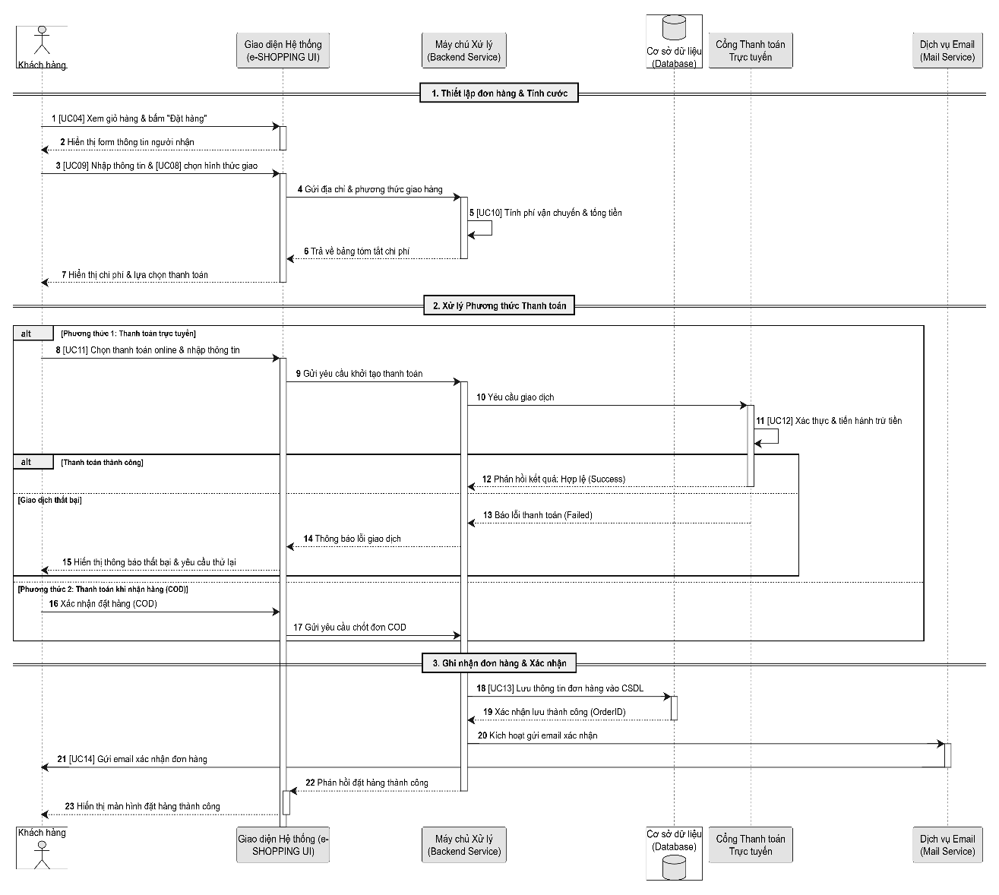 Khách hàng
Giao diện Hệ thống
(e-SHOPPING UI)
Máy chủ Xử lý
(Backend Service)
Cơ sở dữ liệu
(Database)
Cổng Thanh toán
Trực tuyến
Dịch vụ Email
(Mail Service)
1. Thiết lập đơn hàng & Tính cước
1 [UC04] Xem giỏ hàng & bấm "Đặt hàng"
2 Hiển thị form thông tin người nhận
3 [UC09] Nhập thông tin & [UC08] chọn hình thức giao
4 Gửi địa chỉ & phương thức giao hàng
5 [UC10] Tính phí vận chuyển & tổng tiền
6 Trả về bảng tóm tắt chi phí
7 Hiển thị chi phí & lựa chọn thanh toán
2. Xử lý Phương thức Thanh toán
alt [Phương thức 1: Thanh toán trực tuyến]
8 [UC11] Chọn thanh toán online & nhập thông tin
9 Gửi yêu cầu khởi tạo thanh toán
10 Yêu cầu giao dịch
11 [UC12] Xác thực & tiến hành trừ tiền
alt [Thanh toán thành công]
12 Phản hồi kết quả: Hợp lệ (Success)
[Giao dịch thất bại]
13 Báo lỗi thanh toán (Failed)
14 Thông báo lỗi giao dịch
15 Hiển thị thông báo thất bại & yêu cầu thử lại
[Phương thức 2: Thanh toán khi nhận hàng (COD)]
16 Xác nhận đặt hàng (COD)
17 Gửi yêu cầu chốt đơn COD
3. Ghi nhận đơn hàng & Xác nhận
18 [UC13] Lưu thông tin đơn hàng vào CSDL
19 Xác nhận lưu thành công (OrderID)
20 Kích hoạt gửi email xác nhận
21 [UC14] Gửi email xác nhận đơn hàng
22 Phản hồi đặt hàng thành công
23 Hiển thị màn hình đặt hàng thành công
Khách hàng
Giao diện Hệ thống (e-
SHOPPING UI)
Máy chủ Xử lý
(Backend Service)
Cơ sở dữ liệu
(Database)
Cổng Thanh toán
Trực tuyến
Dịch vụ Email
(Mail Service)